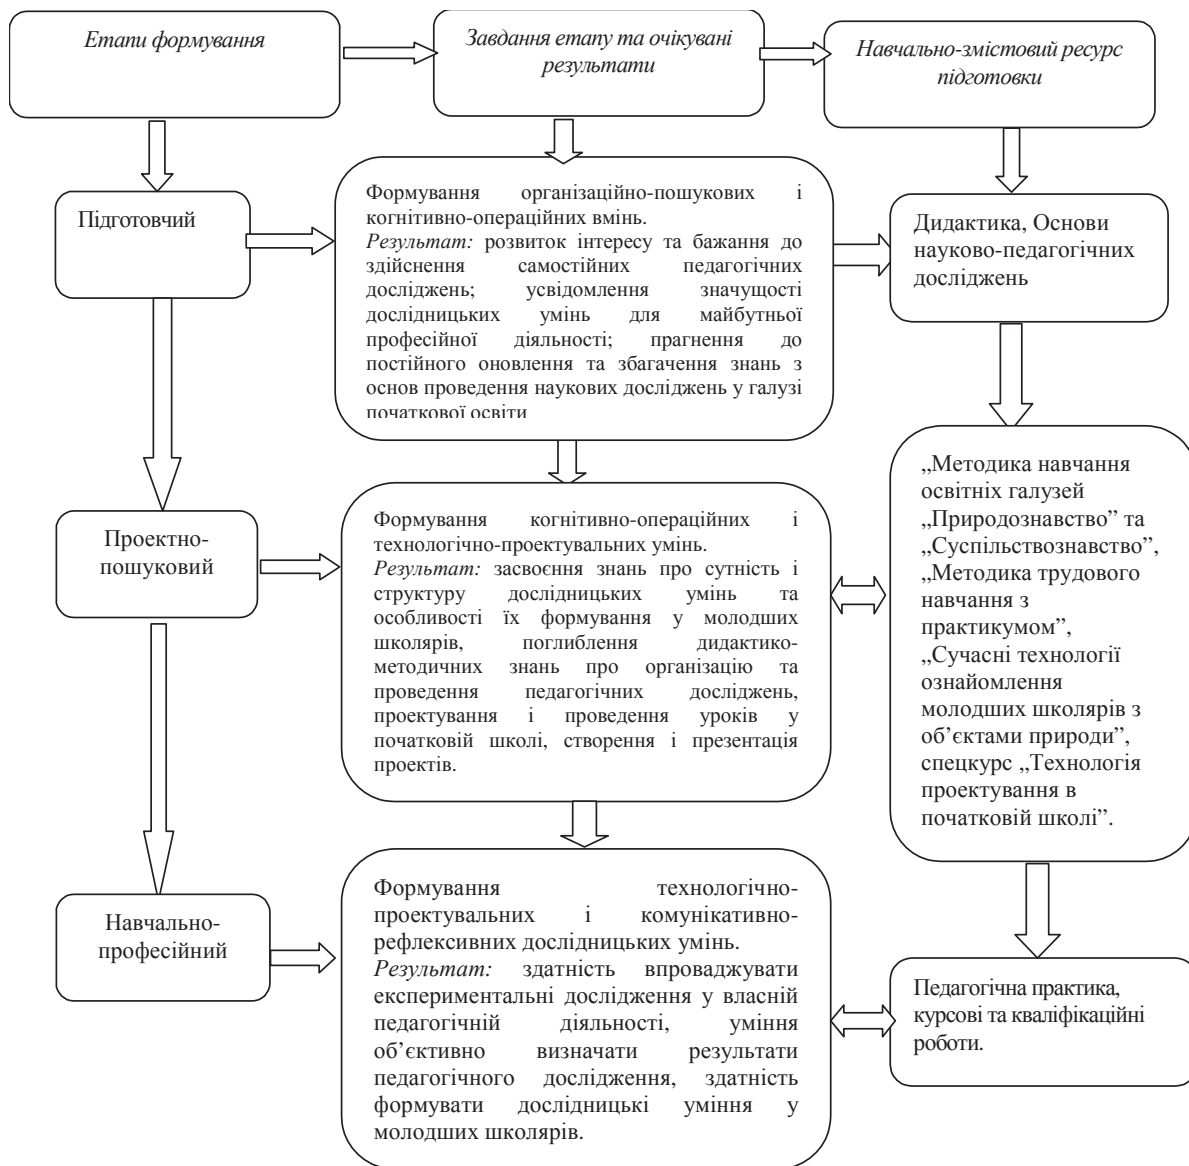 Етапи формування
Завдання етапу та очікувані
результати
Навчально-змістовий ресурс
підготовки
Підготовчий
Формування організаційно-пошукових і
когнітивно-операційних вмінь.
Результат: розвиток інтересу та бажання до
здійснення самостійних педагогічних
досліджень; усвідомлення значущості
дослідницьких умінь для майбутньої
професійної діяльності; прагнення до
постійного оновлення та збагачення знань з
основ проведення наукових досліджень у галузі
початкової освіти
Дидактика, Основи
науково-педагогічних
досліджень
Проектно-
пошуковий
Формування когнітивно-операційних і
технологічно-проектувальних умінь.
Результат: засвоєння знань про сутність і
структуру дослідницьких умінь та
особливості їх формування у молодших
школярів, поглиблення дидактико-
методичних знань про організацію та
проведення педагогічних досліджень,
проектування і проведення уроків у
початковій школі, створення і презентація
проектів.
„Методика навчання
освітніх галузей
„Природознавство” та
„Суспільствознавство”,
„Методика трудового
навчання з
практикумом”,
„Сучасні технології
ознайомлення
молодших школярів з
об’єктами природи”,
спецкурс „Технологія
проектування в
початковій школі”.
Навчально-
професійний
Формування технологічно-
проектувальних і комунікативно-
рефлексивних дослідницьких умінь.
Результат: здатність впроваджувати
експериментальні дослідження у власній
педагогічній діяльності, уміння
об’єктивно визначати результати
педагогічного дослідження, здатність
формувати дослідницькі уміння у
молодших школярів.
Педагогічна практика,
курсові та кваліфікаційні
роботи.